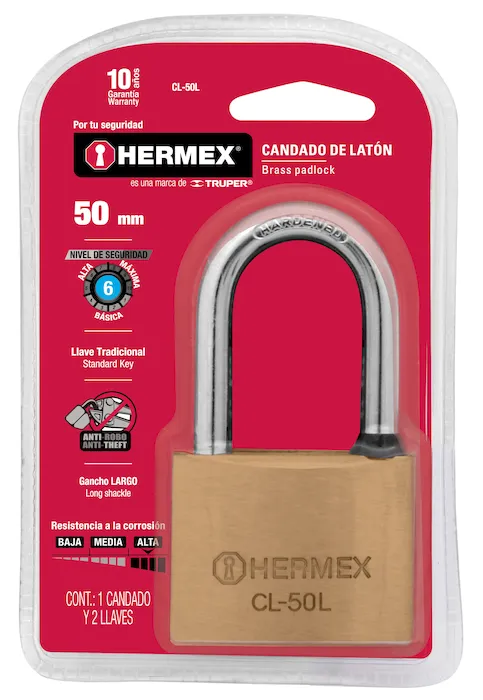 10 años
Garantía
Warranty
CL-50L
Por tu seguridad
HERMEX®
es una marca de TRUPER®
CANDADO DE LATÓN
Brass padlock
50 mm
HARDENED
NIVEL DE SEGURIDAD
ALTA
MÁXIMA
6
BÁSICA
Llave Tradicional
Standard Key
ANTI-ROBO
ANTI-THEFT
Gancho LARGO
Long shackle
Resistencia a la corrosión
BAJA MEDIA ALTA
CONT.: 1 CANDADO
Y 2 LLAVES
HERMEX
CL-50L